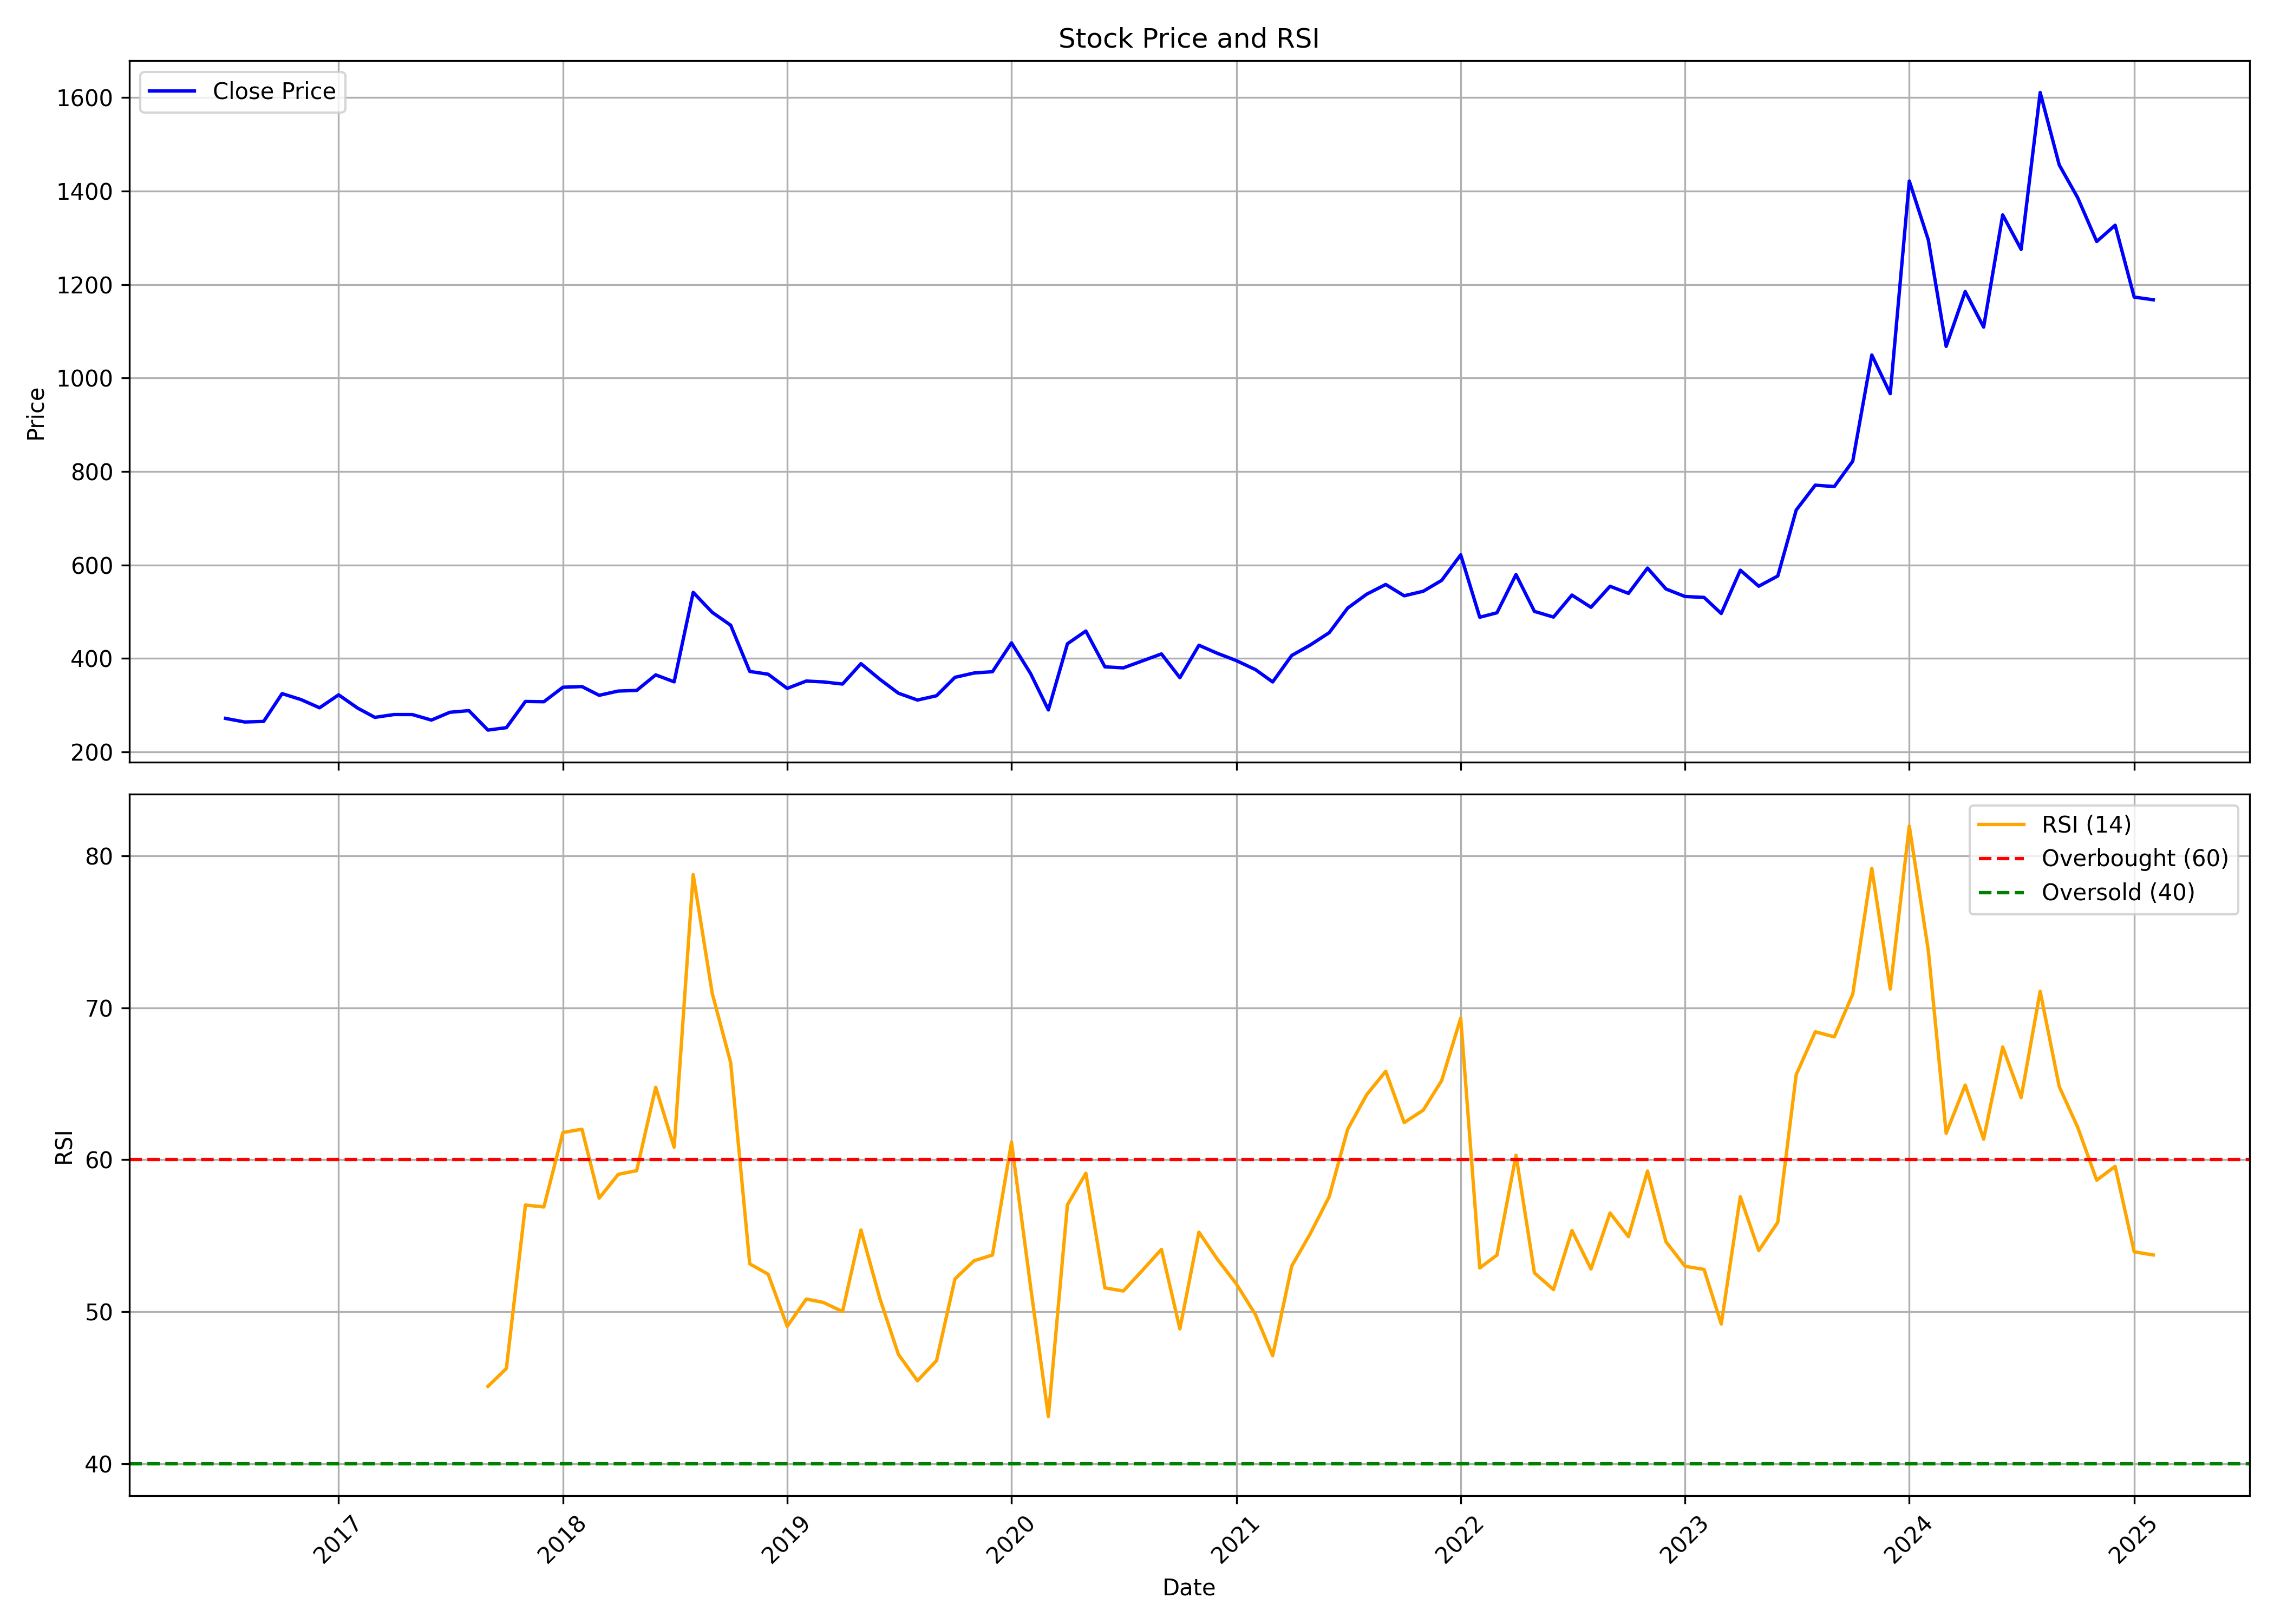 Stock Price and RSI
Close Price
1600
1400
1200
1000
800
600
400
200
Price
RSI (14)
Overbought (60)
Oversold (40)
80
70
60
50
40
RSI
2017
2018
2019
2020
2021
2022
2023
2024
2025
Date